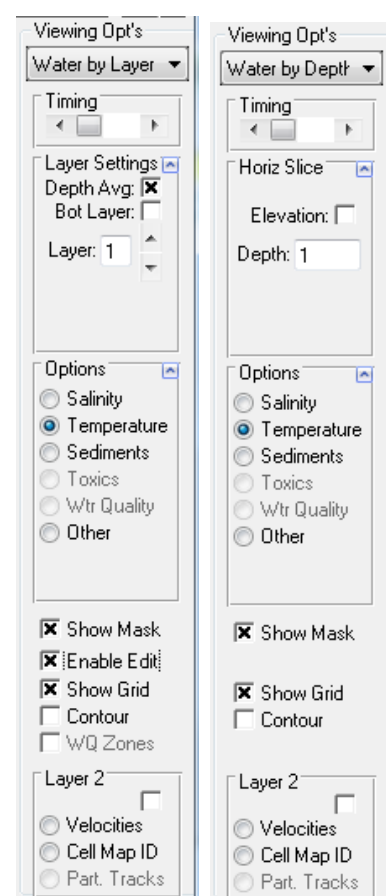 Viewing Opt's
Water by Layer
Timing
Layer Settings
Depth Avg:
Bot Layer:
Layer: 1
Options
Salinity
Temperature
Sediments
Toxics
Wtr Quality
Other
Show Mask
Enable Edit
Show Grid
Contour
WQ Zones
Layer 2
Velocities
Cell Map ID
Part. Tracks
Viewing Opt's
Water by Depth
Timing
Horiz Slice
Elevation:
Depth: 1
Options
Salinity
Temperature
Sediments
Toxics
Wtr Quality
Other
Show Mask
Show Grid
Contour
Layer 2
Velocities
Cell Map ID
Part. Tracks